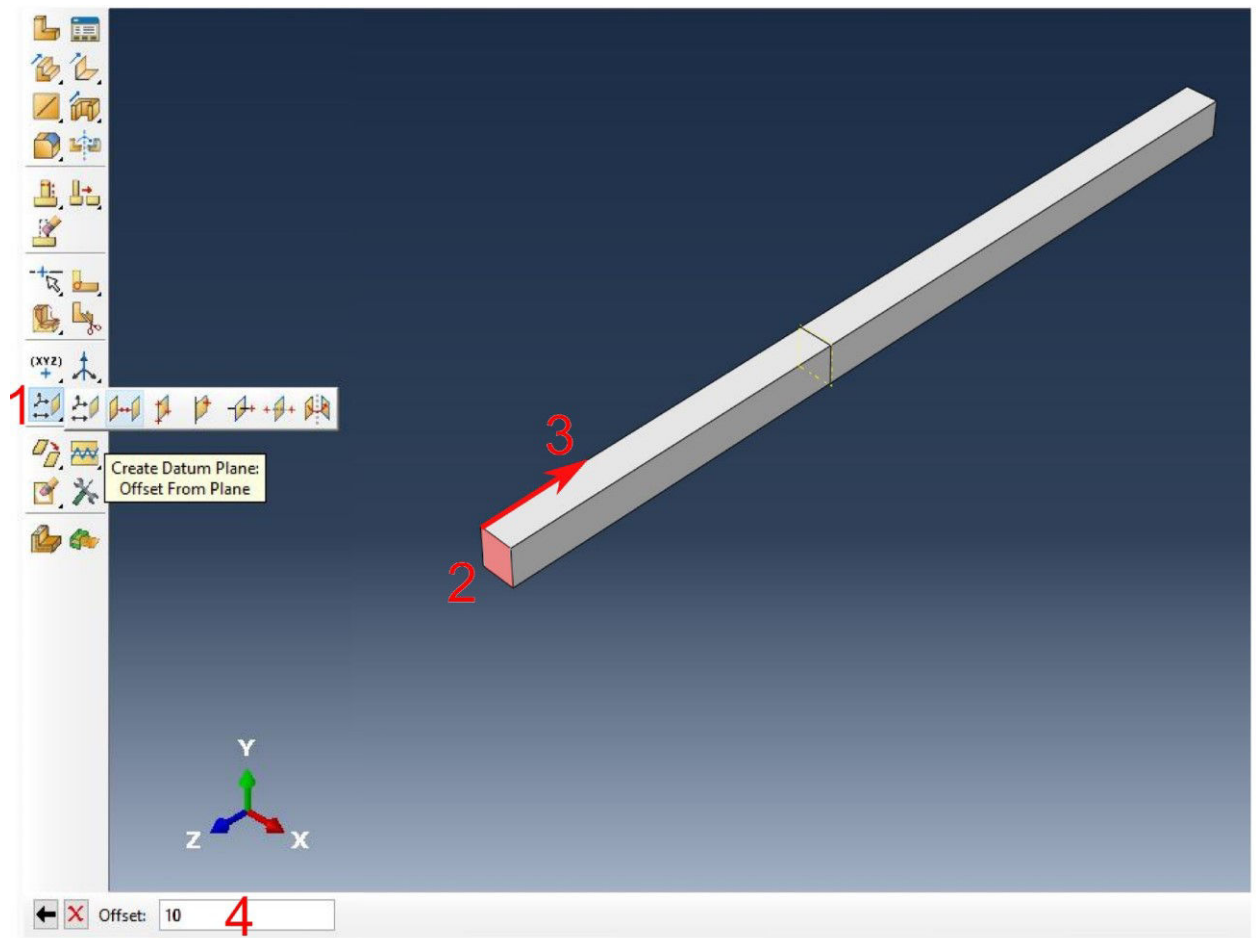 (XYZ)
1
Create Datum Plane:
Offset From Plane
3
2
Y
Z
X
Offset: 10
4